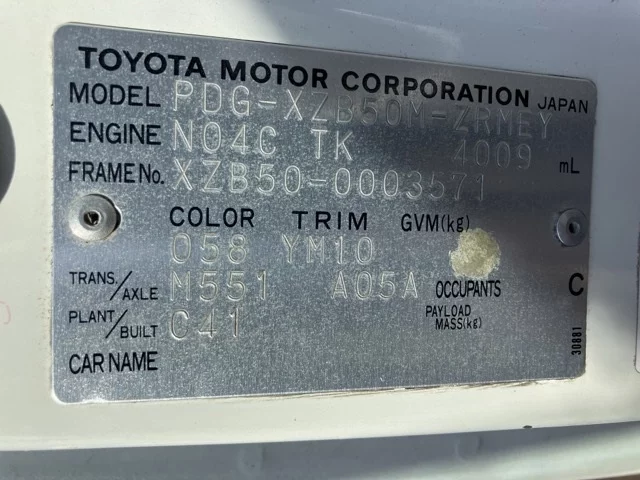 TOYOTA MOTOR CORPORATION JAPAN
MODEL PDG-XZB50M-ZRMEY
ENGINE N04C TK 4009 mL
FRAME No. XZB50-0003571
COLOR TRIM GVM(kg)
058 YM10
TRANS./AXLE M551 A05A OCCUPANTS C
PLANT/BUILT C41 PAYLOAD MASS(kg)
CAR NAME
30881